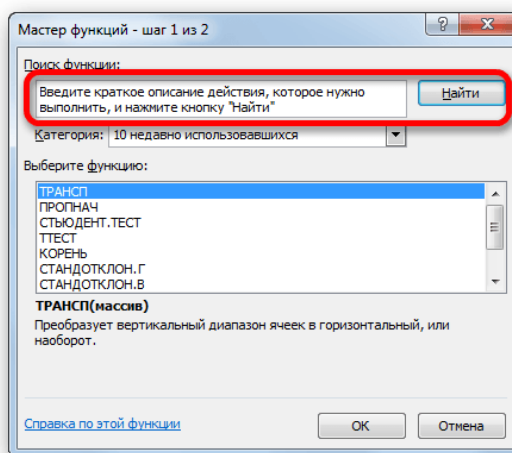 Мастер функций - шаг 1 из 2
Поиск функции:
Введите краткое описание действия, которое нужно
выполнить, и нажмите кнопку "Найти"
Найти
Категория: 10 недавно использовавшихся
Выберите функцию:
ТРАНСП
ПРОПНАЧ
СТЬЮДЕНТ.ТЕСТ
ТТЕСТ
КОРЕНЬ
СТАНДОТКЛОН.Г
СТАНДОТКЛОН.В
ТРАНСП(массив)
Преобразует вертикальный диапазон ячеек в горизонтальный, или
наоборот.
Справка по этой функции
ОК
Отмена